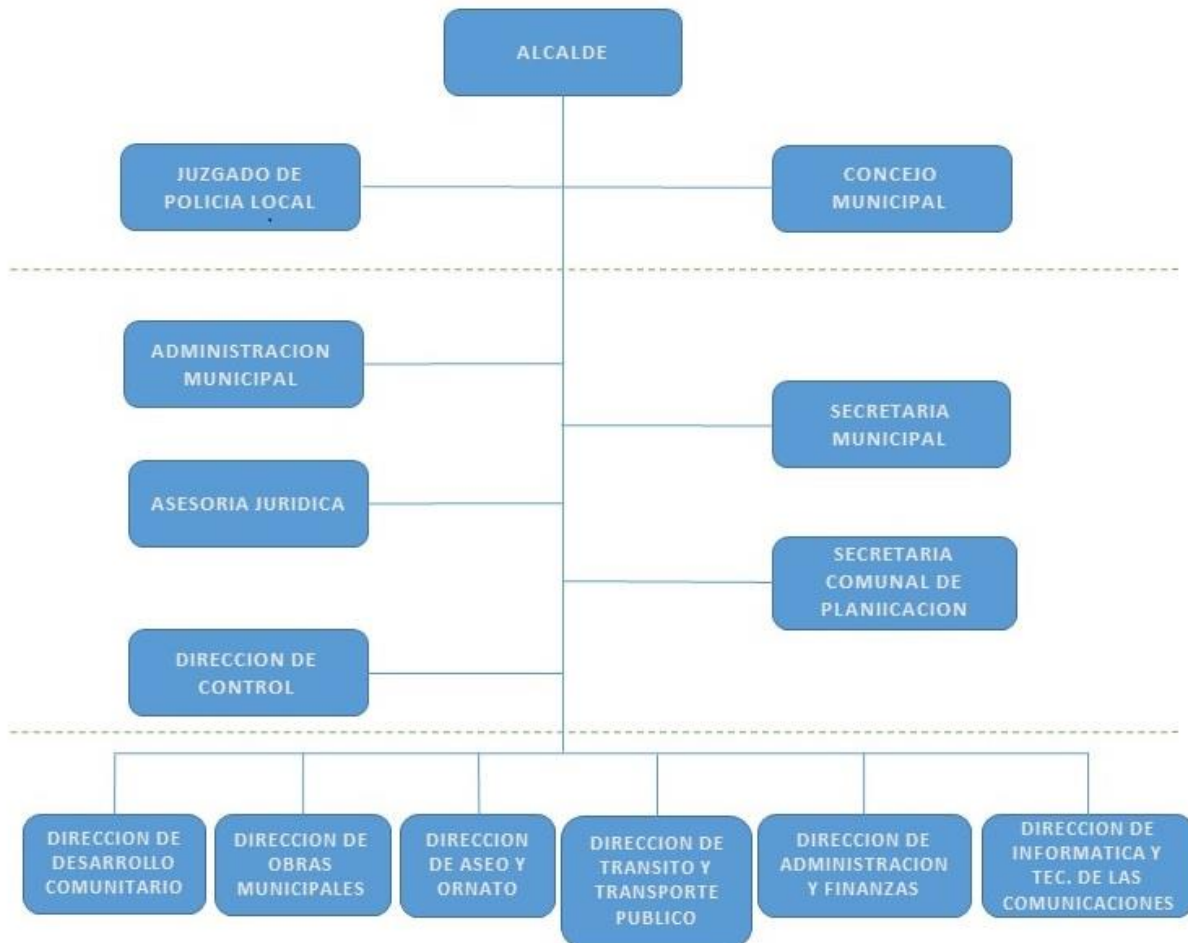 ALCALDE
JUZGADO DE
POLICIA LOCAL
CONCEJO
MUNICIPAL
ADMINISTRACION
MUNICIPAL
SECRETARIA
MUNICIPAL
ASESORIA JURIDICA
SECRETARIA
COMUNAL DE
PLANIICACION
DIRECCION DE
CONTROL
DIRECCION DE
DESARROLLO
COMUNITARIO
DIRECCION DE
OBRAS
MUNICIPALES
DIRECCION
DE ASEO Y
ORNATO
DIRECCION DE
TRANSITO Y
TRANSPORTE
PUBLICO
DIRECCION DE
ADMINISTRACION
Y FINANZAS
DIRECCION DE
INFORMATICA Y
TEC. DE LAS
COMUNICACIONES